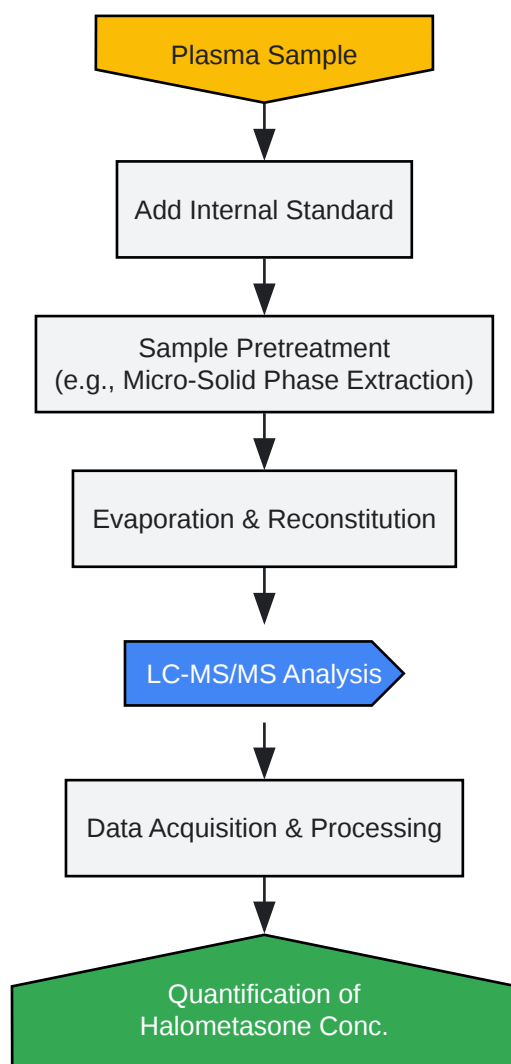 Plasma Sample
Add Internal Standard
Sample Pretreatment
(e.g., Micro-Solid Phase Extraction)
Evaporation & Reconstitution
LC-MS/MS Analysis
Data Acquisition & Processing
Quantification of
Halometasone Conc.